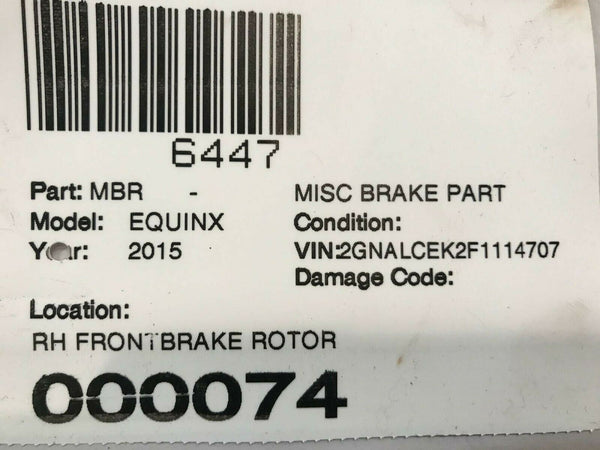 6447
Part: MBR - MISC BRAKE PART
Model: EQUINX Condition:
Year: 2015 VIN:2GNALCEK2F1114707
Damage Code:
Location:
RH FRONTBRAKE ROTOR
000074